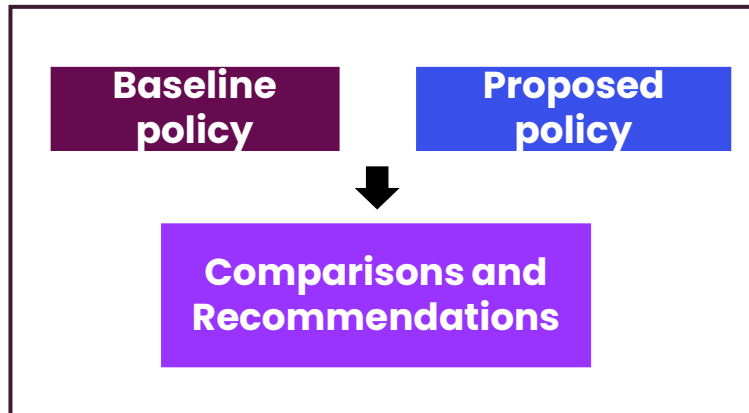 Baseline
policy
Proposed
policy
Comparisons and
Recommendations